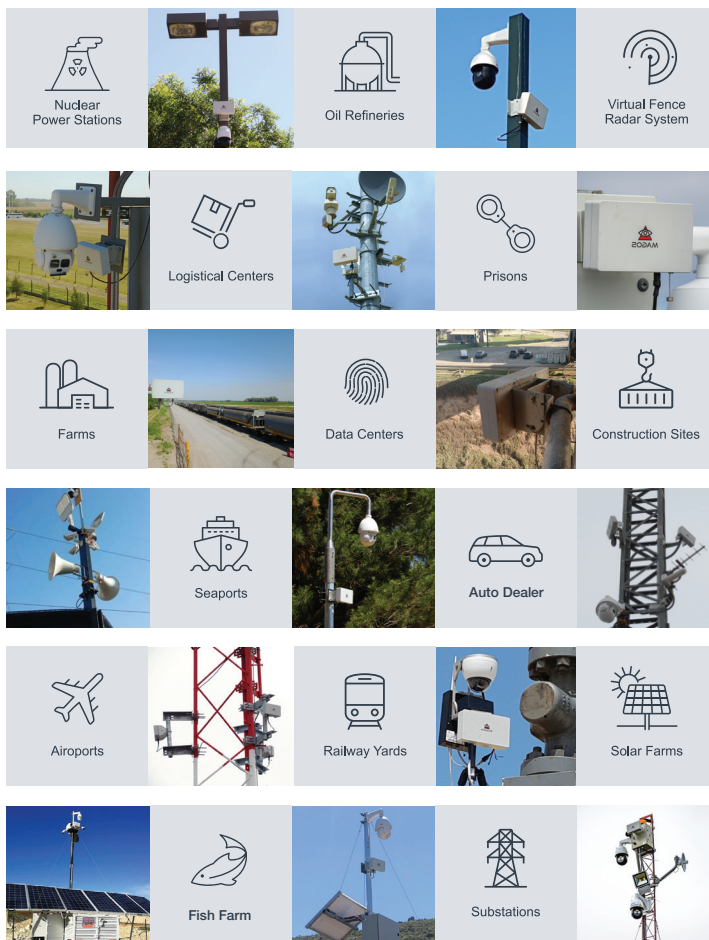 Nuclear
Power Stations
Oil Refineries
Virtual Fence
Radar System
Logistical Centers
Prisons
MAGOS
Farms
Data Centers
Construction Sites
Seaports
Auto Dealer
Airoports
Railway Yards
Solar Farms
Fish Farm
Substations